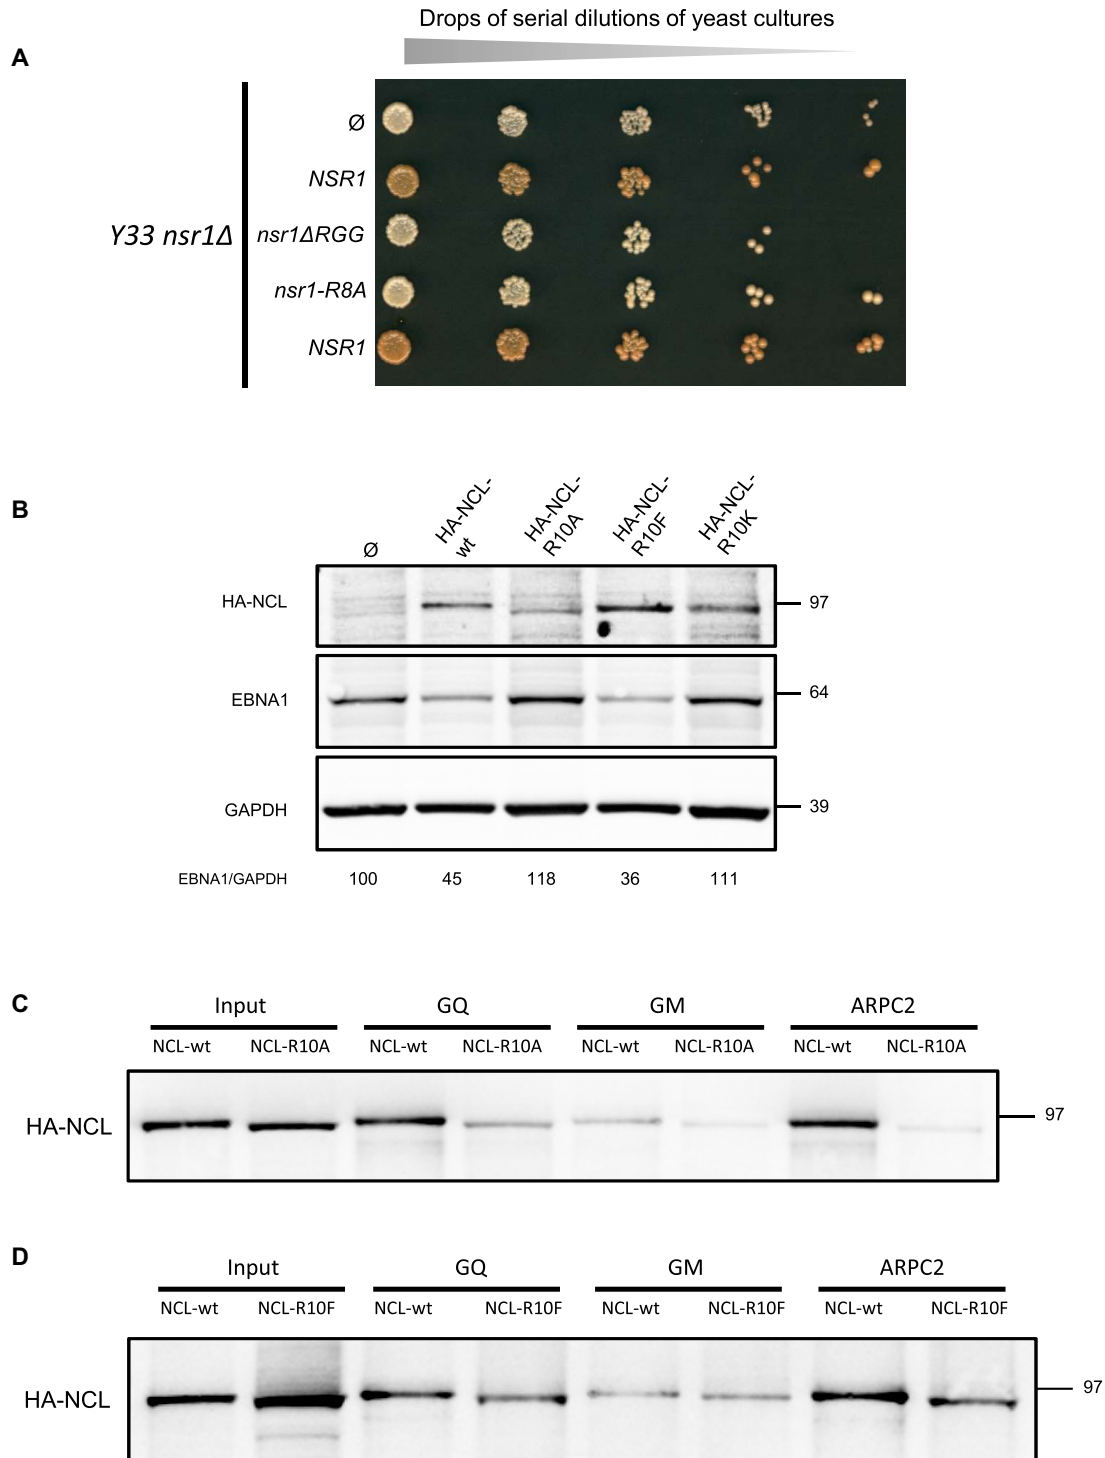 Drops of serial dilutions of yeast cultures
A
Y33 nsr1Δ
Ø
NSR1
nsr1ΔRGG
nsr1-R8A
NSR1
B
Ø
HA-NCL-
wt
HA-NCL-
R10A
HA-NCL-
R10F
HA-NCL-
R10K
HA-NCL
97
EBNA1
64
GAPDH
39
EBNA1/GAPDH 100 45 118 36 111
C
Input GQ GM ARPC2
NCL-wt NCL-R10A NCL-wt NCL-R10A NCL-wt NCL-R10A NCL-wt NCL-R10A
HA-NCL
97
D
Input GQ GM ARPC2
NCL-wt NCL-R10F NCL-wt NCL-R10F NCL-wt NCL-R10F NCL-wt NCL-R10F
HA-NCL
97